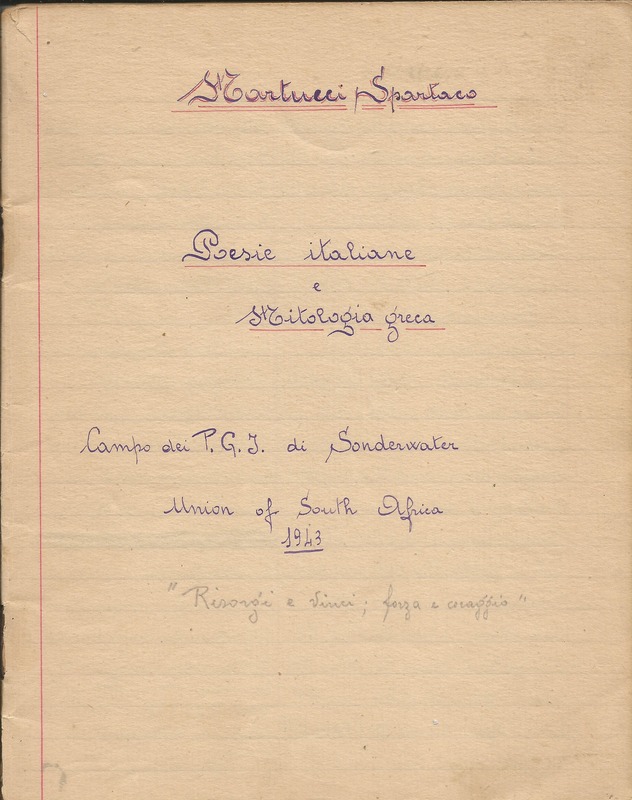 Martucci Spartaco
Poesie italiane
e
Mitologia greca
Campo dei P.G.I. di Sonderwater
Union of South Africa
1943
"Risorgi e vinci; forza e coraggio"